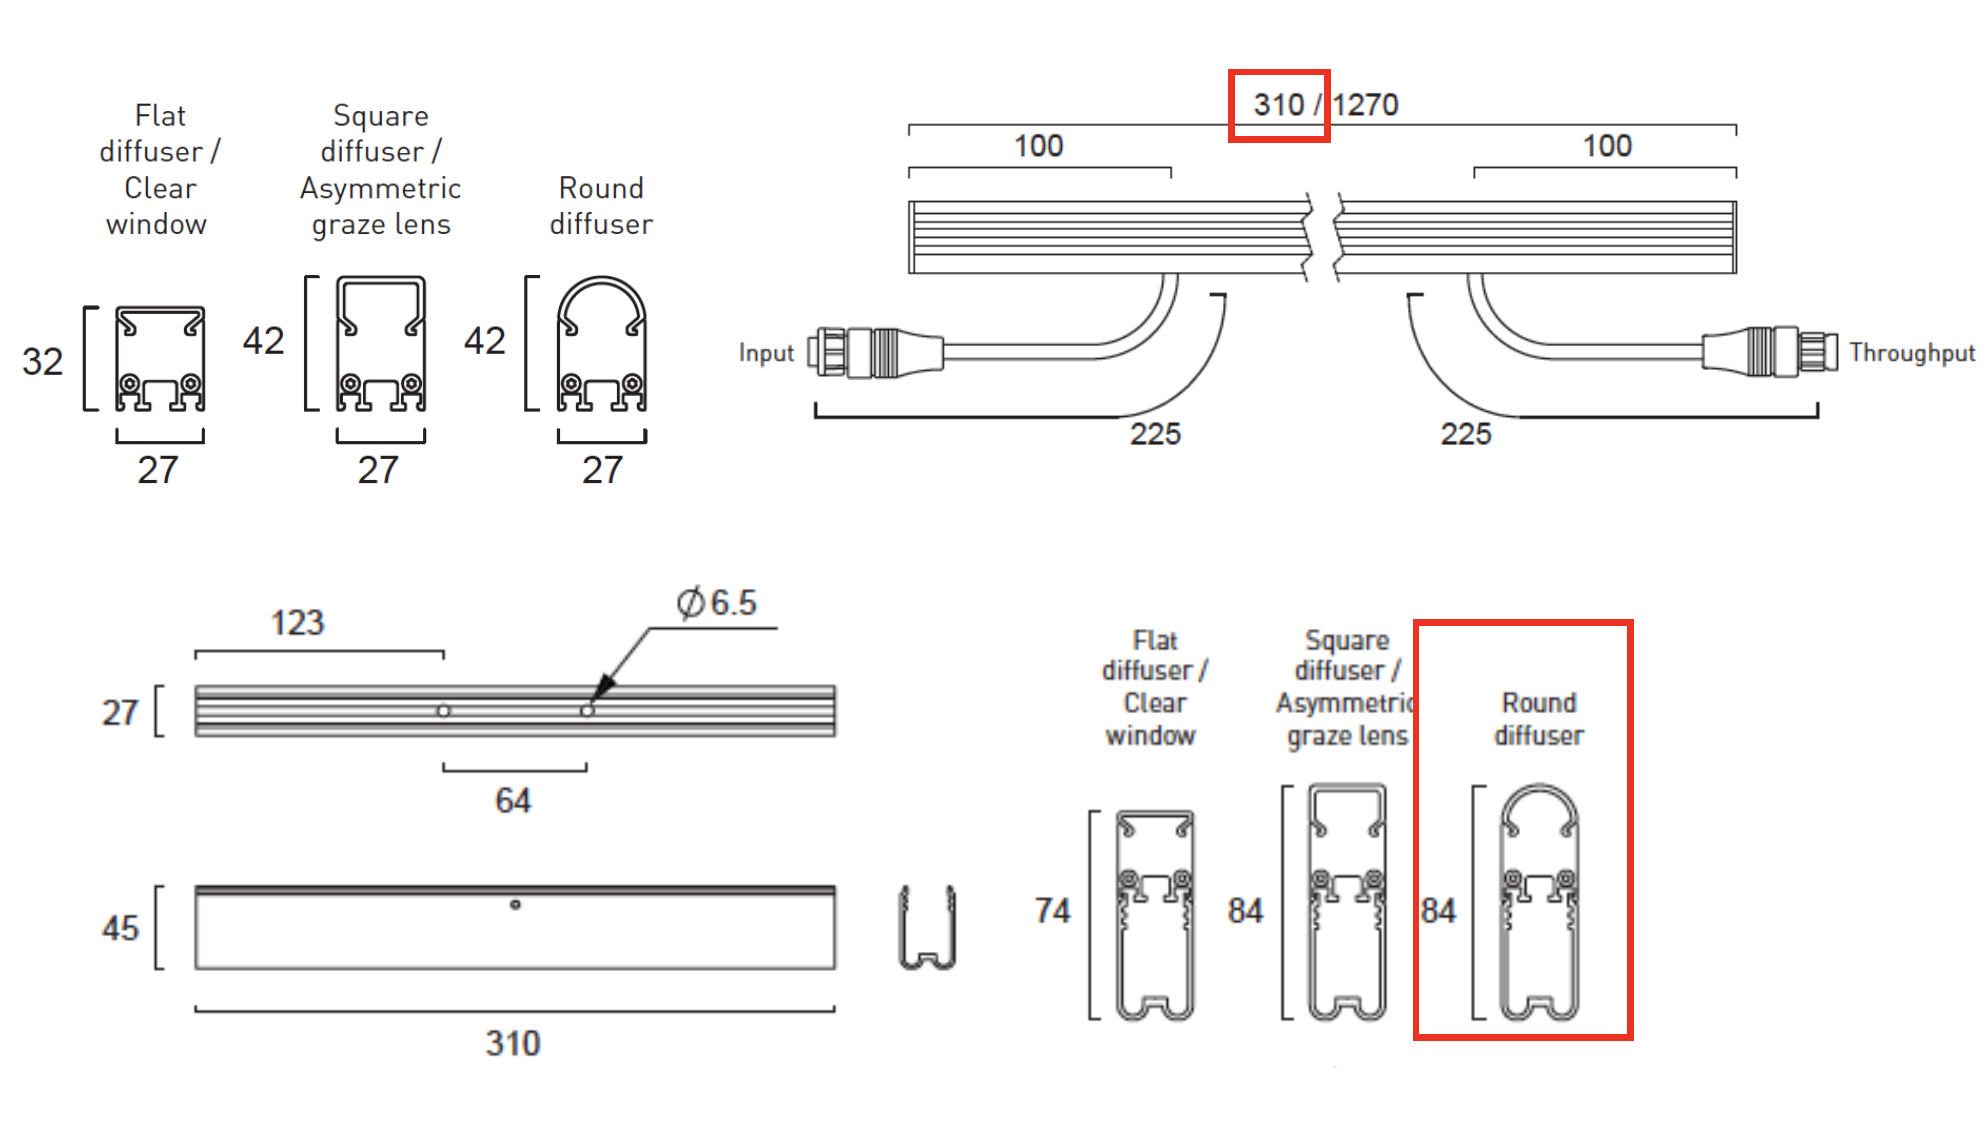 Flat
diffuser /
Clear
window
Square
diffuser /
Asymmetric
graze lens
Round
diffuser
32
42
42
27
27
27
310 / 1270
100
100
Input
Throughput
225
225
123
Ø6.5
27
64
45
310
Flat
diffuser /
Clear
window
Square
diffuser /
Asymmetric
graze lens
Round
diffuser
74
84
84